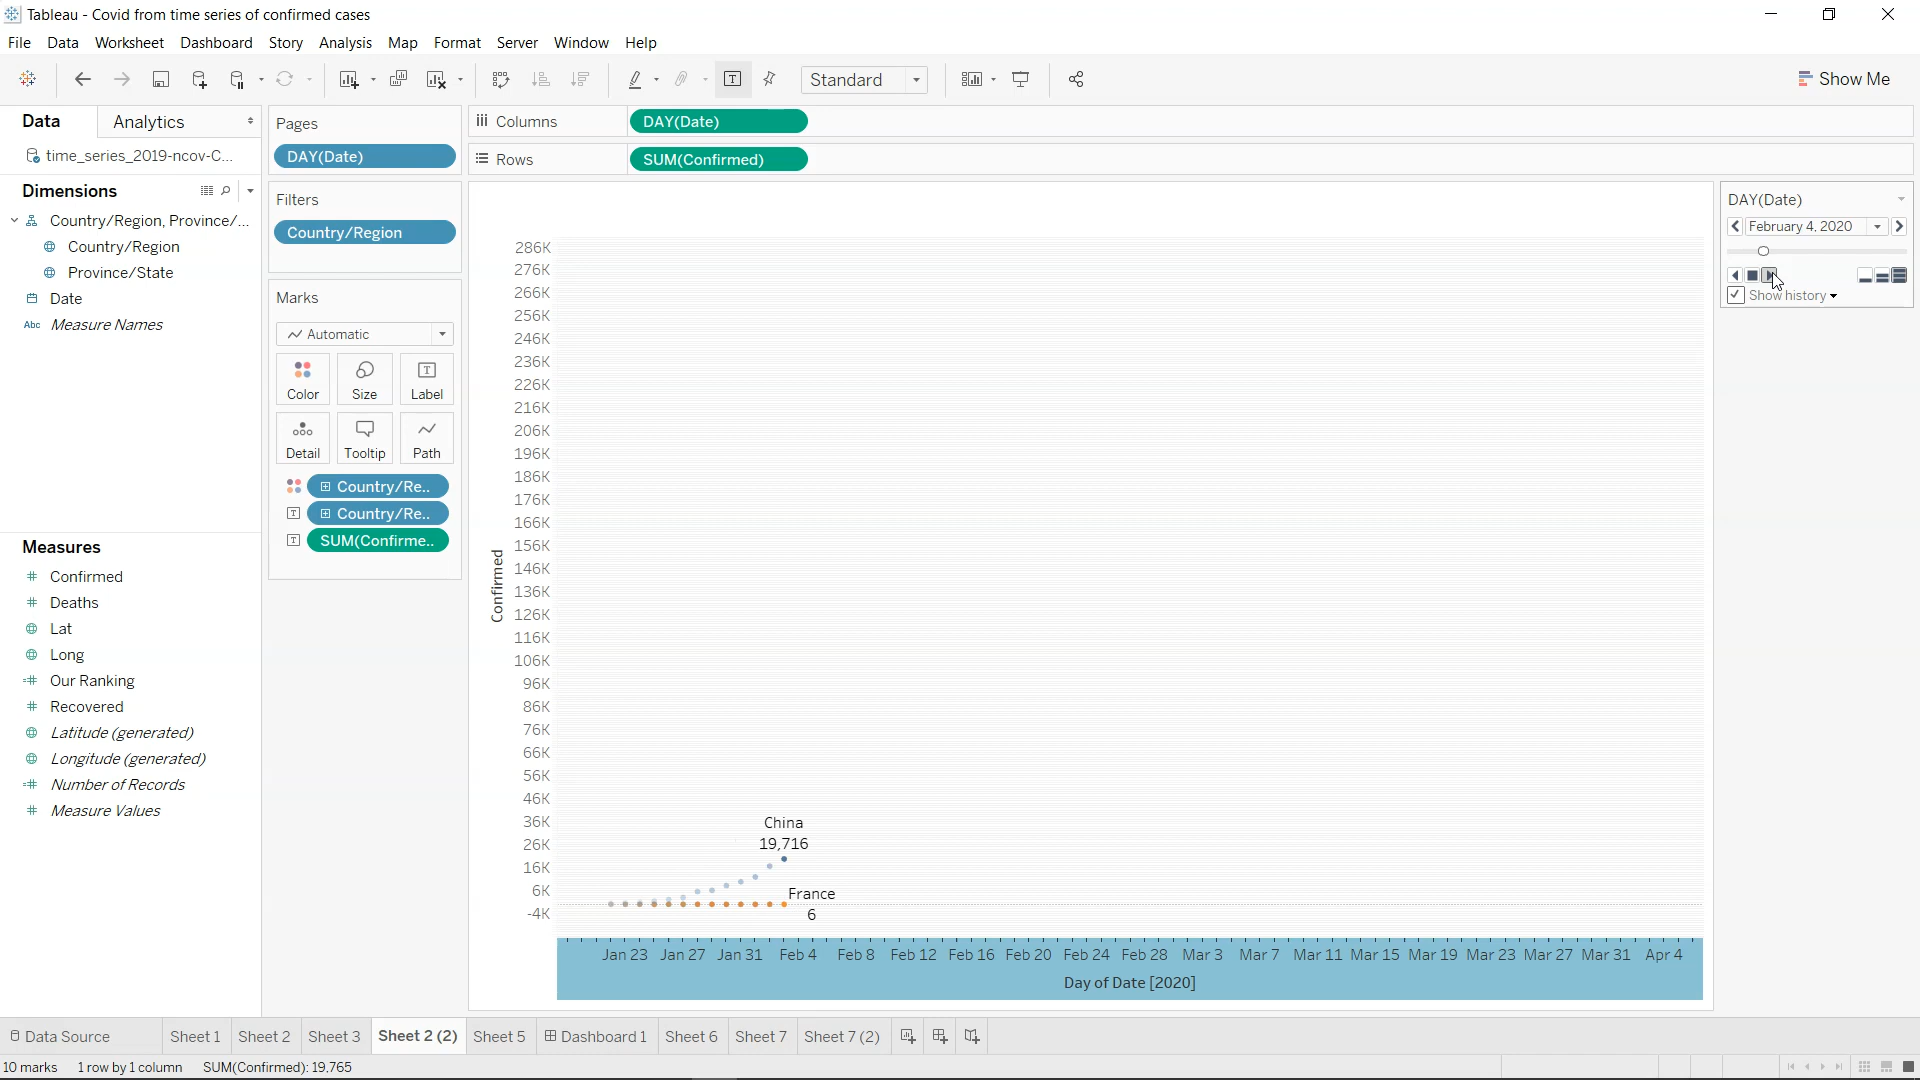 Tableau - Covid from time series of confirmed cases
File Data Worksheet Dashboard Story Analysis Map Format Server Window Help
Standard
Show Me
Data
Analytics
time_series_2019-ncov-C...
Dimensions
Country/Region, Province/...
Country/Region
Province/State
Date
Abc Measure Names
Measures
Confirmed
Deaths
Lat
Long
Our Ranking
Recovered
Latitude (generated)
Longitude (generated)
Number of Records
Measure Values
Pages
DAY(Date)
Filters
Country/Region
Marks
Automatic
Color Size Label
Detail Tooltip Path
Country/Re..
Country/Re..
SUM(Confirme..
Columns DAY(Date)
Rows SUM(Confirmed)
286K
276K
266K
256K
246K
236K
226K
216K
206K
196K
186K
176K
166K
156K
146K
136K
126K
116K
106K
96K
86K
76K
66K
56K
46K
36K
26K
16K
6K
-4K
Confirmed
China
19,716
France
6
Jan 23 Jan 27 Jan 31 Feb 4 Feb 8 Feb 12 Feb 16 Feb 20 Feb 24 Feb 28 Mar 3 Mar 7 Mar 11 Mar 15 Mar 19 Mar 23 Mar 27 Mar 31 Apr 4
Day of Date [2020]
DAY(Date)
February 4, 2020
Show history
Data Source Sheet 1 Sheet 2 Sheet 3 Sheet 2 (2) Sheet 5 Dashboard 1 Sheet 6 Sheet 7 Sheet 7 (2)
10 marks 1 row by 1 column SUM(Confirmed): 19,765